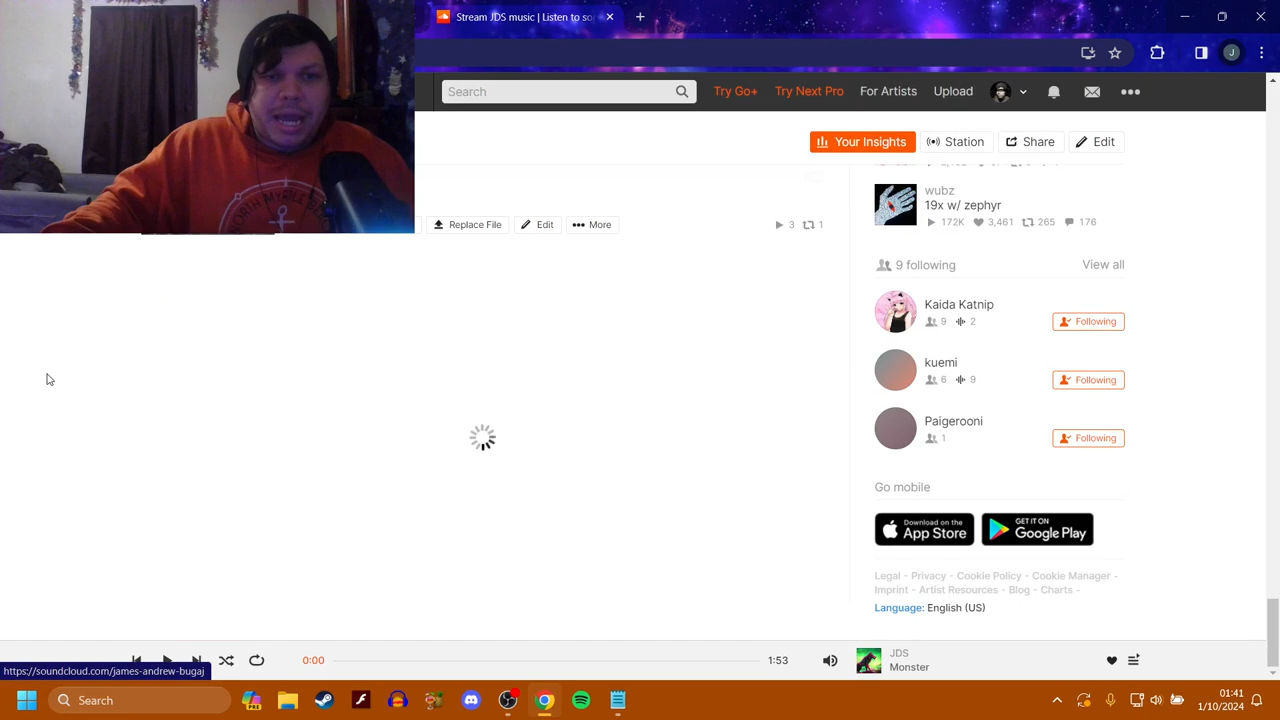 Stream JDS music | Listen to so
J
Search
Try Go+
Try Next Pro
For Artists
Upload
Your Insights
Station
Share
Edit
wubz
19x w/ zephyr
172K 3,461 265 176
Replace File
Edit
More
3 1
9 following
View all
Kaida Katnip
9 2
Following
kuemi
6 9
Following
Paigerooni
1
Following
Go mobile
Download on the
App Store
GET IT ON
Google Play
Legal - Privacy - Cookie Policy - Cookie Manager -
Imprint - Artist Resources - Blog - Charts -
Language: English (US)
0:00
1:53
JDS
Monster
https://soundcloud.com/james-andrew-bugaj
Search
PRE
01:41
1/10/2024